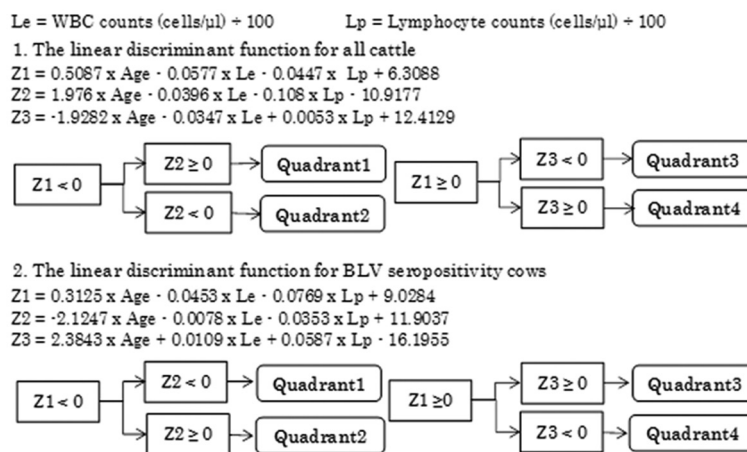 Le = WBC counts (cells/μl) ÷ 100 Lp = Lymphocyte counts (cells/μl) ÷ 100
1. The linear discriminant function for all cattle
Z1 = 0.5087 x Age - 0.0577 x Le - 0.0447 x Lp + 6.3088
Z2 = 1.976 x Age - 0.0396 x Le - 0.108 x Lp - 10.9177
Z3 = -1.9282 x Age - 0.0347 x Le + 0.0053 x Lp + 12.4129
Z1 < 0
Z2 ≥ 0
Quadrant1
Z2 < 0
Quadrant2
Z1 ≥ 0
Z3 < 0
Quadrant3
Z3 ≥ 0
Quadrant4
2. The linear discriminant function for BLV seropositivity cows
Z1 = 0.3125 x Age - 0.0453 x Le - 0.0769 x Lp + 9.0284
Z2 = -2.1247 x Age - 0.0078 x Le - 0.0353 x Lp + 11.9037
Z3 = 2.3843 x Age + 0.0109 x Le + 0.0587 x Lp - 16.1955
Z1 < 0
Z2 < 0
Quadrant1
Z2 ≥ 0
Quadrant2
Z1 ≥0
Z3 ≥ 0
Quadrant3
Z3 < 0
Quadrant4